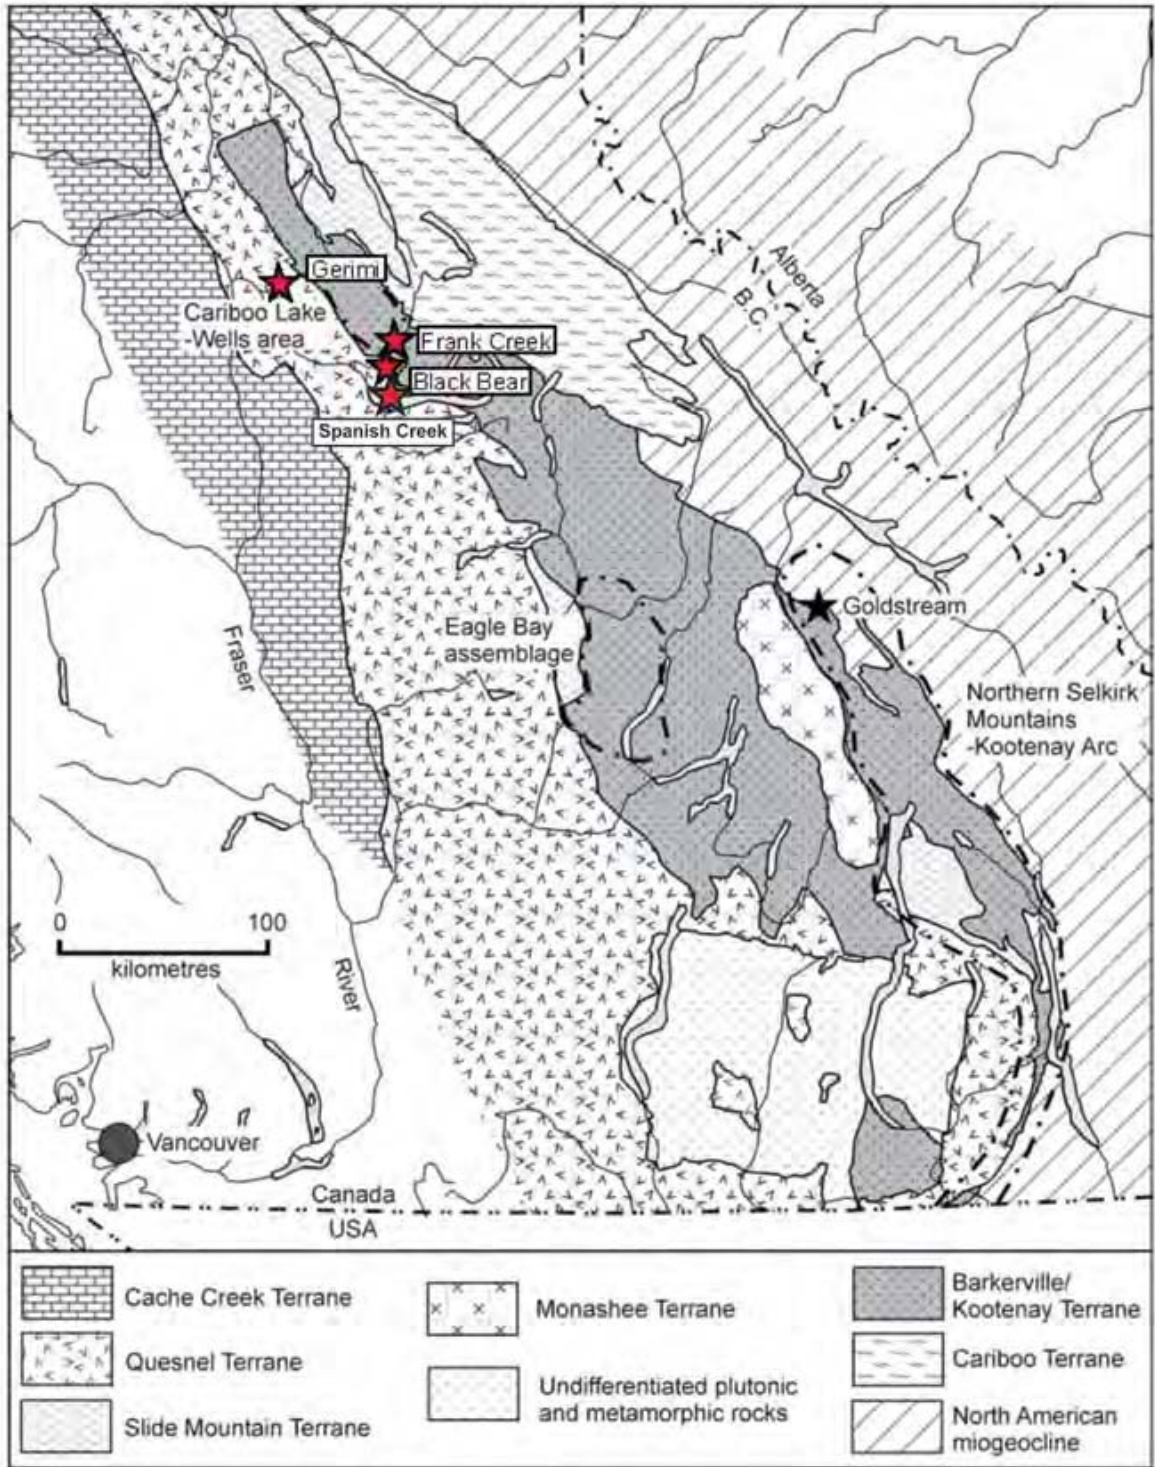 Alberta
B.C.
Gerimi
Cariboo Lake
-Wells area
Frank Creek
Black Bear
Spanish Creek
Eagle Bay
assemblage
Goldstream
Fraser
Northern Selkirk
Mountains
-Kootenay Arc
0 100
kilometres
River
Vancouver
Canada
USA
Cache Creek Terrane
Quesnel Terrane
Slide Mountain Terrane
Monashee Terrane
Undifferentiated plutonic
and metamorphic rocks
Barkerville/
Kootenay Terrane
Cariboo Terrane
North American
miogeocline